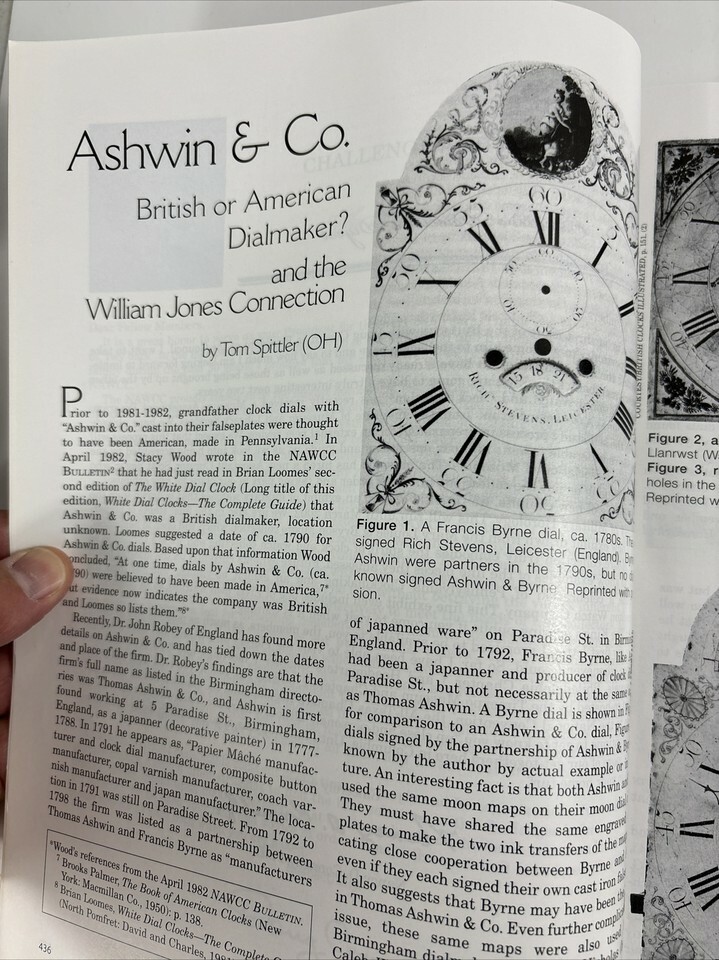 Ashwin & Co.
British or American
Dialmaker?
and the
William Jones Connection
by Tom Spittler (OH)
Prior to 1981-1982, grandfather clock dials with
“Ashwin & Co.” cast into their falseplates were thought
to have been American, made in Pennsylvania.1 In
April 1982, Stacy Wood wrote in the NAWCC
BULLETIN2 that he had just read in Brian Loomes’ sec-
ond edition of The White Dial Clock (Long title of this
edition, White Dial Clocks—The Complete Guide) that
Ashwin & Co. was a British dialmaker, location
unknown. Loomes suggested a date of ca. 1790 for
Ashwin & Co. dials. Based upon that information Wood
oncluded, “At one time, dials by Ashwin & Co. (ca.
90) were believed to have been made in America,7*
ut evidence now indicates the company was British
and Loomes so lists them.”8*
Recently, Dr. John Robey of England has found more
details on Ashwin & Co. and has tied down the dates
and place of the firm. Dr. Robey’s findings are that the
firm’s full name as listed in the Birmingham directo-
ries was Thomas Ashwin & Co., and Ashwin is first
found working at 5 Paradise St., Birmingham,
England, as a japanner (decorative painter) in 1777-
1788. In 1791 he appears as, “Papier Mâché manufac-
turer and clock dial manufacturer, composite button
manufacturer, copal varnish manufacturer, coach var-
nish manufacturer and japan manufacturer.” The loca-
tion in 1791 was still on Paradise Street. From 1792 to
1798 the firm was listed as a partnership between
Thomas Ashwin and Francis Byrne as “manufacturers
*Wood’s references from the April 1982 NAWCC BULLETIN.
7 Brooks Palmer, The Book of American Clocks (New
York: Macmillan Co., 1950): p. 138.
8 Brian Loomes, White Dial Clocks—The Complete
(North Pomfret: David and Charles,
436
60
XII
RICH STEVENS, LEICESTER
15 18 21
COURTESY BRITISH CLOCKS ILLUSTRATED, p. 151, (2)
Figure 1. A Francis Byrne dial, ca. 1780s.
signed Rich Stevens, Leicester (England).
Ashwin were partners in the 1790s, but no
known signed Ashwin & Byrne. Reprinted with
sion.
of japanned ware” on Paradise St. in
England. Prior to 1792, Francis Byrne, like
had been a japanner and producer of clock
Paradise St., but not necessarily at the same
as Thomas Ashwin. A Byrne dial is shown in
for comparison to an Ashwin & Co. dial,
dials signed by the partnership of Ashwin &
known by the author by actual example or
ture. An interesting fact is that both Ashwin
used the same moon maps on their moon
They must have shared the same
plates to make the two ink transfers of the
cating close cooperation between Byrne and
even if they each signed their own cast iron
It also suggests that Byrne may have been
in Thomas Ashwin & Co. Even further
issue, these same maps were also
Birmingham
Caleb
Figure 2, a
Llanrwst
Figure 3,
holes in the
Reprinted